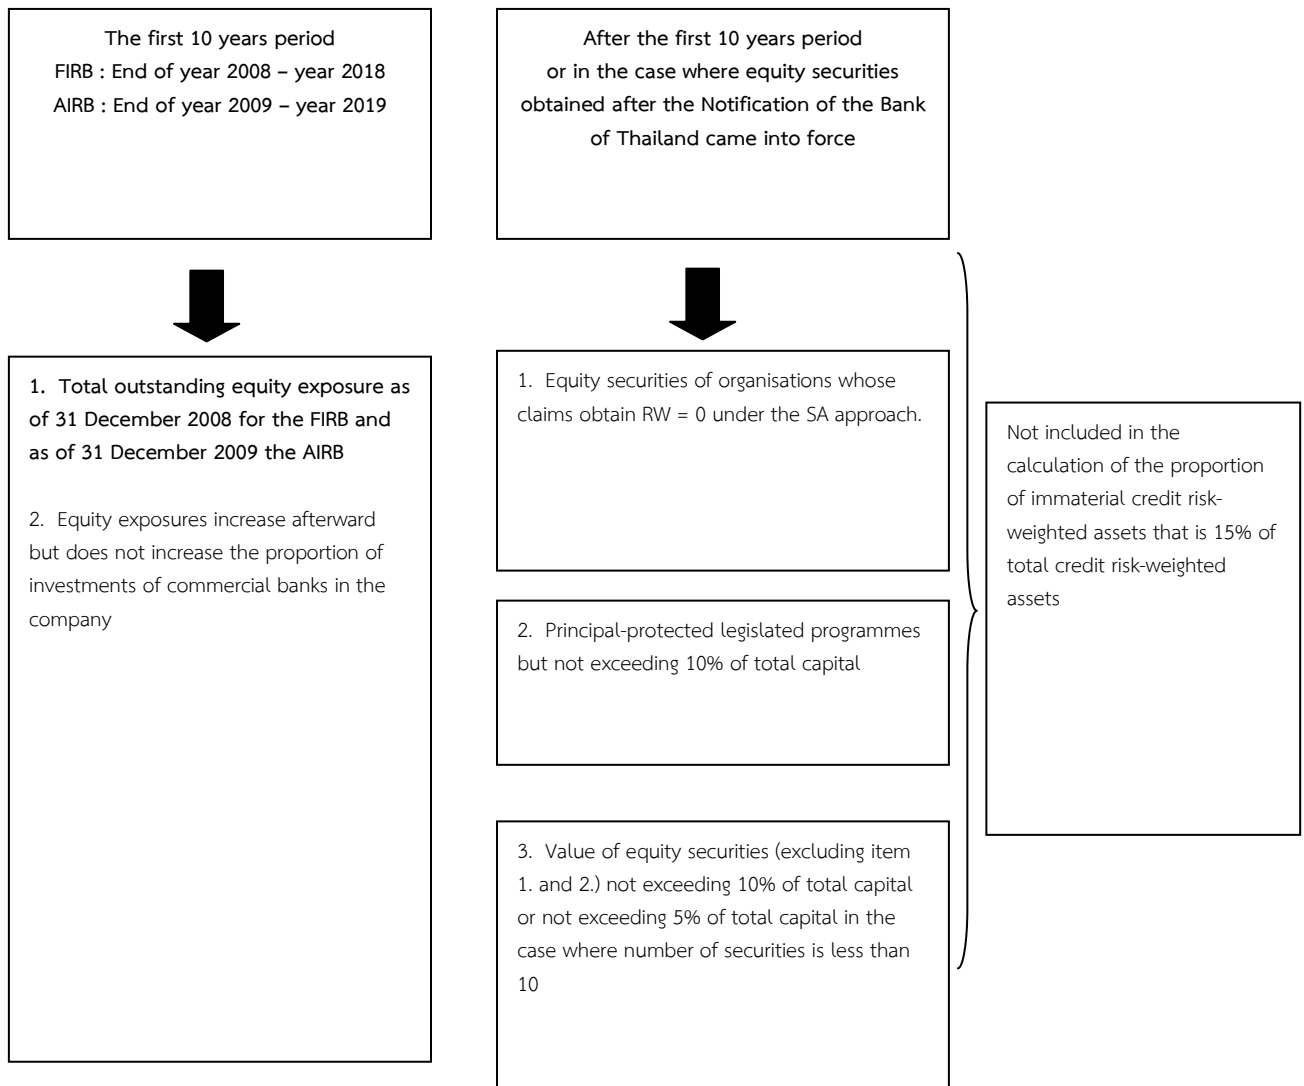 The first 10 years period
FIRB : End of year 2008 – year 2018
AIRB : End of year 2009 – year 2019
After the first 10 years period
or in the case where equity securities
obtained after the Notification of the Bank
of Thailand came into force
1. Total outstanding equity exposure as
of 31 December 2008 for the FIRB and
as of 31 December 2009 the AIRB
2. Equity exposures increase afterward
but does not increase the proportion of
investments of commercial banks in the
company
1. Equity securities of organisations whose
claims obtain RW = 0 under the SA approach.
2. Principal-protected legislated programmes
but not exceeding 10% of total capital
3. Value of equity securities (excluding item
1. and 2.) not exceeding 10% of total capital
or not exceeding 5% of total capital in the
case where number of securities is less than
10
Not included in the
calculation of the proportion
of immaterial credit risk-
weighted assets that is 15% of
total credit risk-weighted
assets